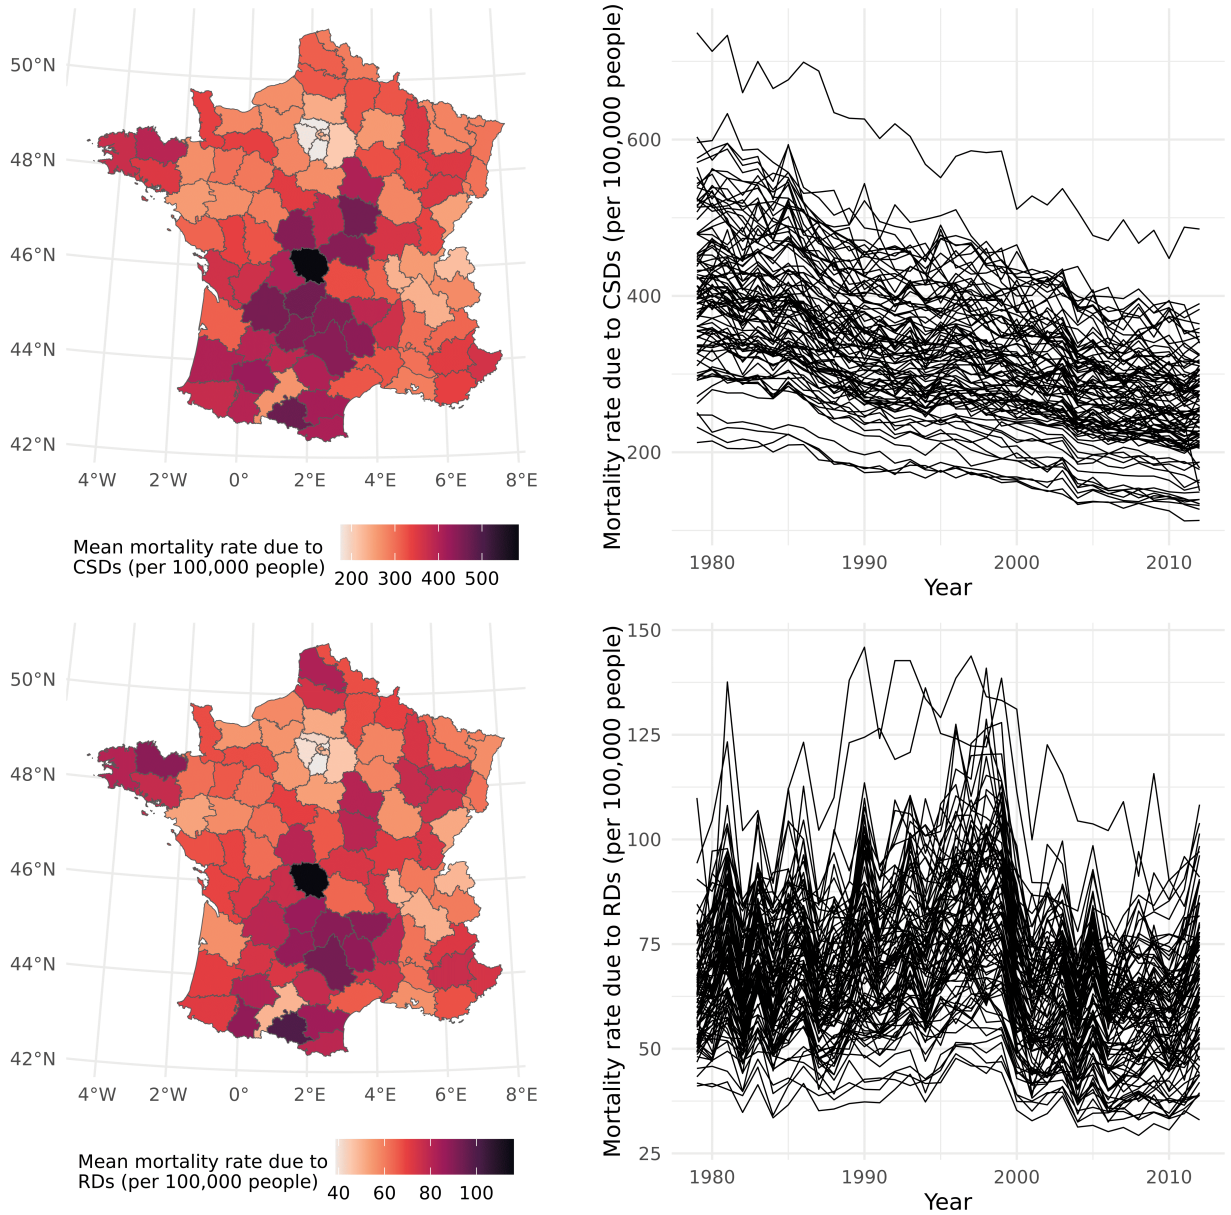 50°N
48°N
46°N
44°N
42°N
4°W 2°W 0° 2°E 4°E 6°E 8°E
Mean mortality rate due to
CSDs (per 100,000 people)
200 300 400 500
Mortality rate due to CSDs (per 100,000 people)
600
400
200
1980 1990 2000 2010
Year
50°N
48°N
46°N
44°N
42°N
4°W 2°W 0° 2°E 4°E 6°E 8°E
Mean mortality rate due to
RDs (per 100,000 people)
40 60 80 100
Mortality rate due to RDs (per 100,000 people)
150
125
100
75
50
25
1980 1990 2000 2010
Year